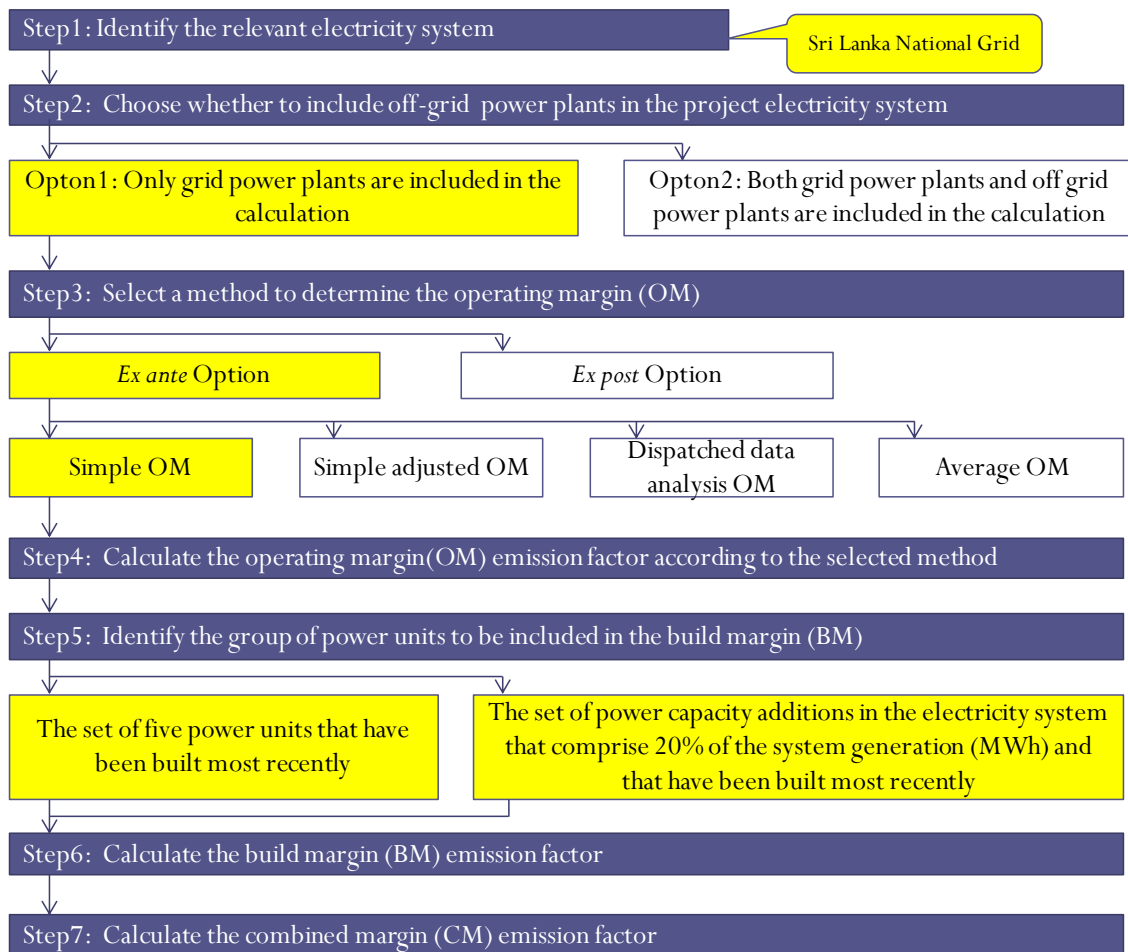 Step1: Identify the relevant electricity system
Sri Lanka National Grid
Step2: Choose whether to include off-grid power plants in the project electricity system
Opton1: Only grid power plants are included in the
calculation
Opton2: Both grid power plants and off grid
power plants are included in the calculation
Step3: Select a method to determine the operating margin (OM)
Ex ante Option
Ex post Option
Simple OM
Simple adjusted OM
Dispatched data
analysis OM
Average OM
Step4: Calculate the operating margin(OM) emission factor according to the selected method
Step5: Identify the group of power units to be included in the build margin (BM)
The set of five power units that have
been built most recently
The set of power capacity additions in the electricity system
that comprise 20% of the system generation (MWh) and
that have been built most recently
Step6: Calculate the build margin (BM) emission factor
Step7: Calculate the combined margin (CM) emission factor